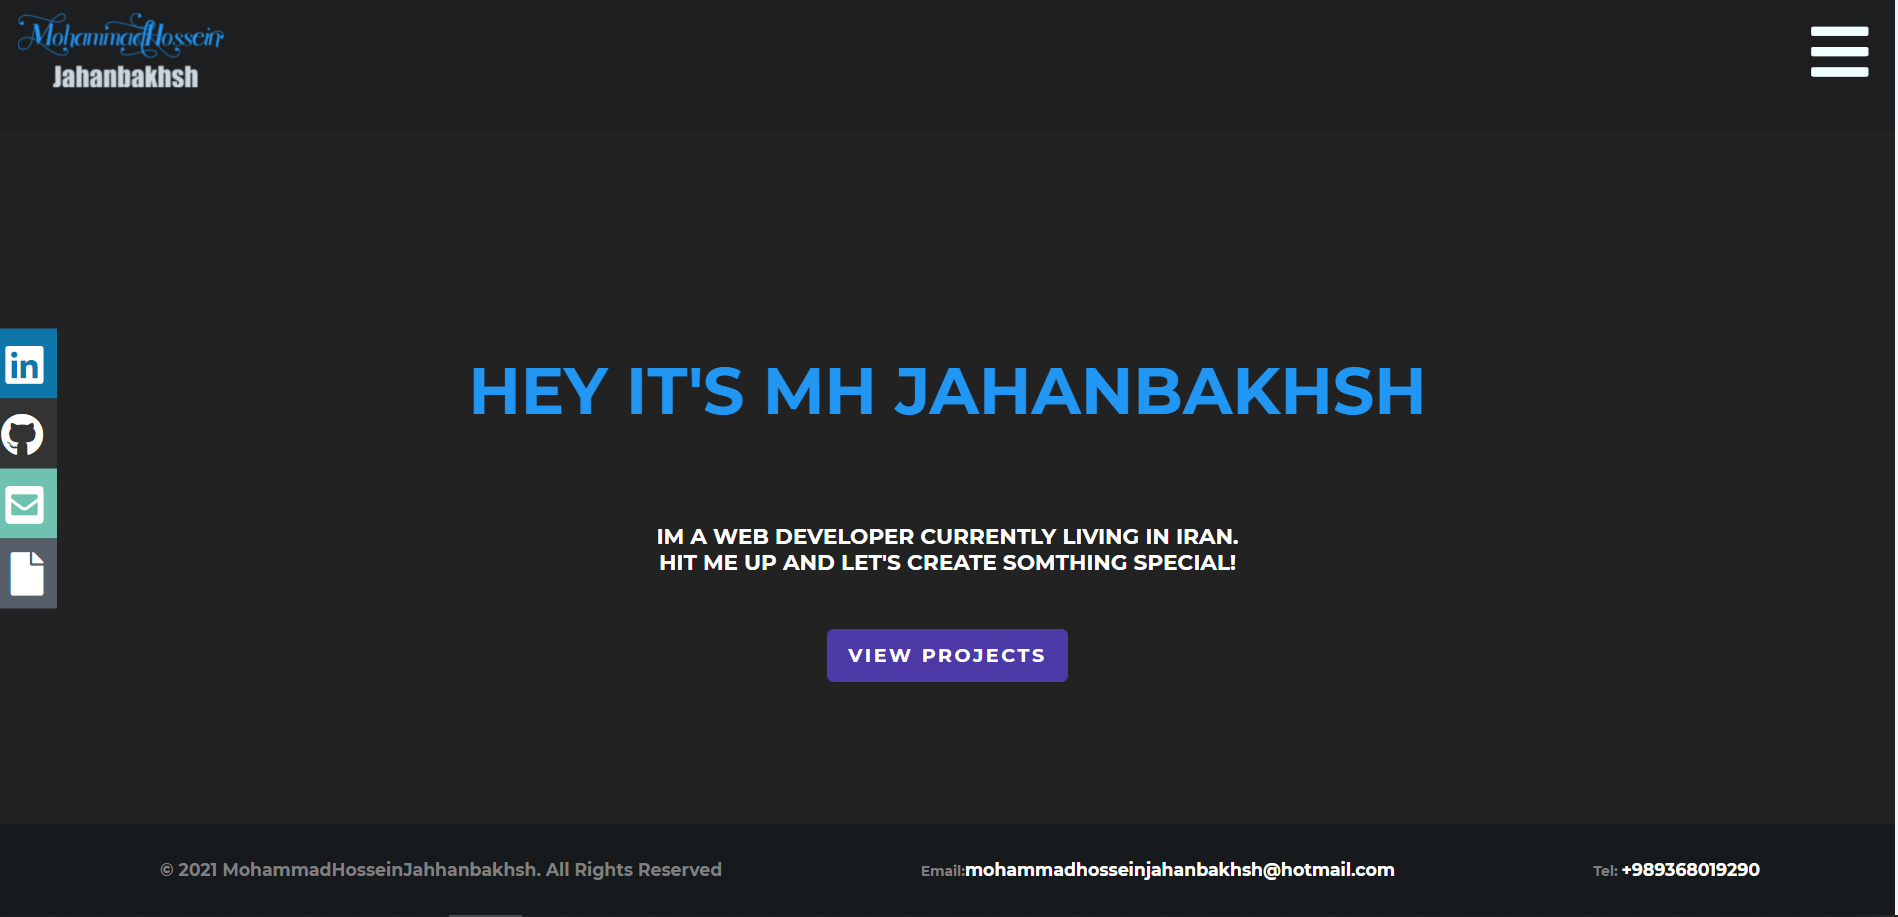 MohammadHossein
Jahanbakhsh
HEY IT'S MH JAHANBAKHSH
in
IM A WEB DEVELOPER CURRENTLY LIVING IN IRAN.
HIT ME UP AND LET'S CREATE SOMTHING SPECIAL!
VIEW PROJECTS
© 2021 MohammadHosseinJahhanbakhsh. All Rights Reserved
Email:mohammadhosseinjahanbakhsh@hotmail.com
Tel: +989368019290